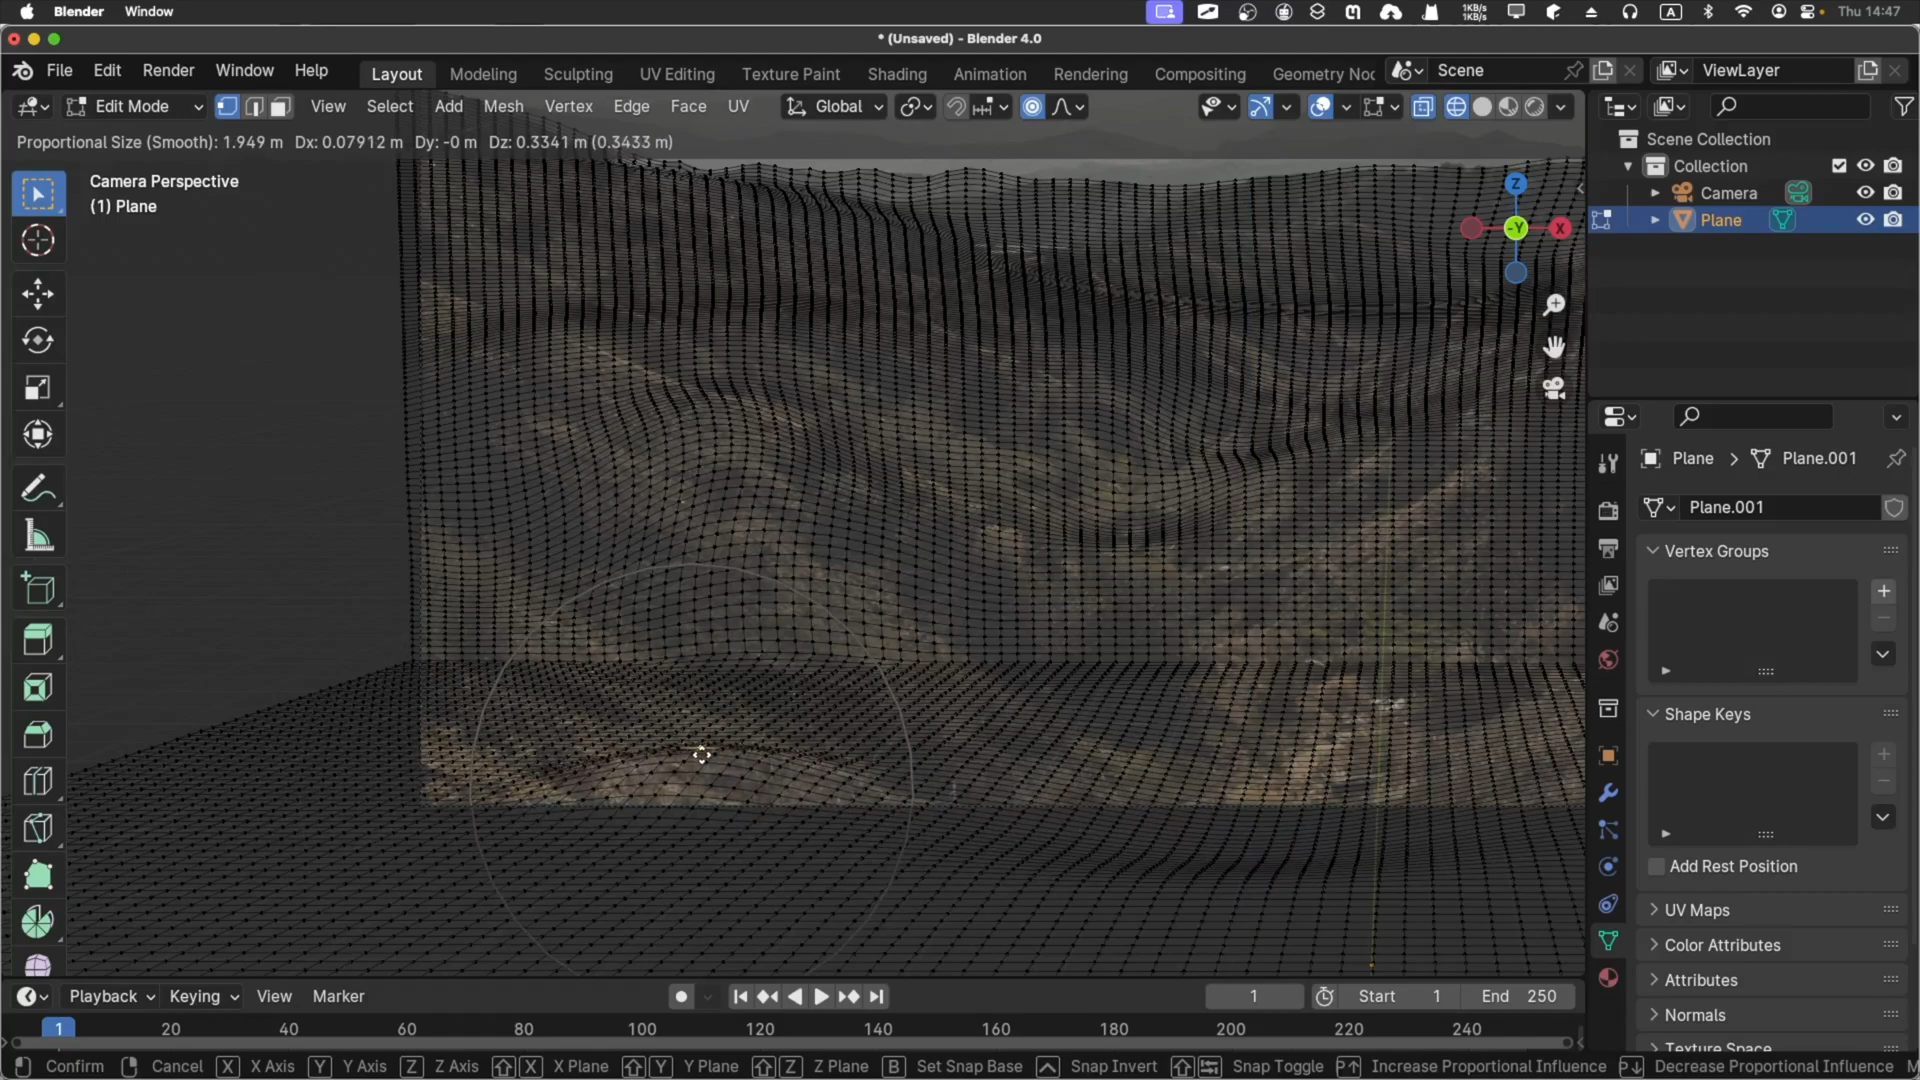 Blender Window 1KB/s 1KB/s A Thu 14:47
* (Unsaved) - Blender 4.0
File Edit Render Window Help Layout Modeling Sculpting UV Editing Texture Paint Shading Animation Rendering Compositing Geometry Noc Scene ViewLayer
Edit Mode View Select Add Mesh Vertex Edge Face UV Global
Proportional Size (Smooth): 1.949 m Dx: 0.07912 m Dy: -0 m Dz: 0.3341 m (0.3433 m)
Camera Perspective
(1) Plane
Z
-Y
X
Scene Collection
Collection
Camera
Plane
Plane Plane.001
Plane.001
Vertex Groups
Shape Keys
Add Rest Position
UV Maps
Color Attributes
Attributes
Normals
Texture Space
Playback Keying View Marker 1 Start 1 End 250
1 20 40 60 80 100 120 140 160 180 200 220 240
Confirm Cancel X X Axis Y Y Axis Z Z Axis X X Plane Y Y Plane Z Z Plane B Set Snap Base Snap Invert Snap Toggle P Increase Proportional Influence P Decrease Proportional Influence M